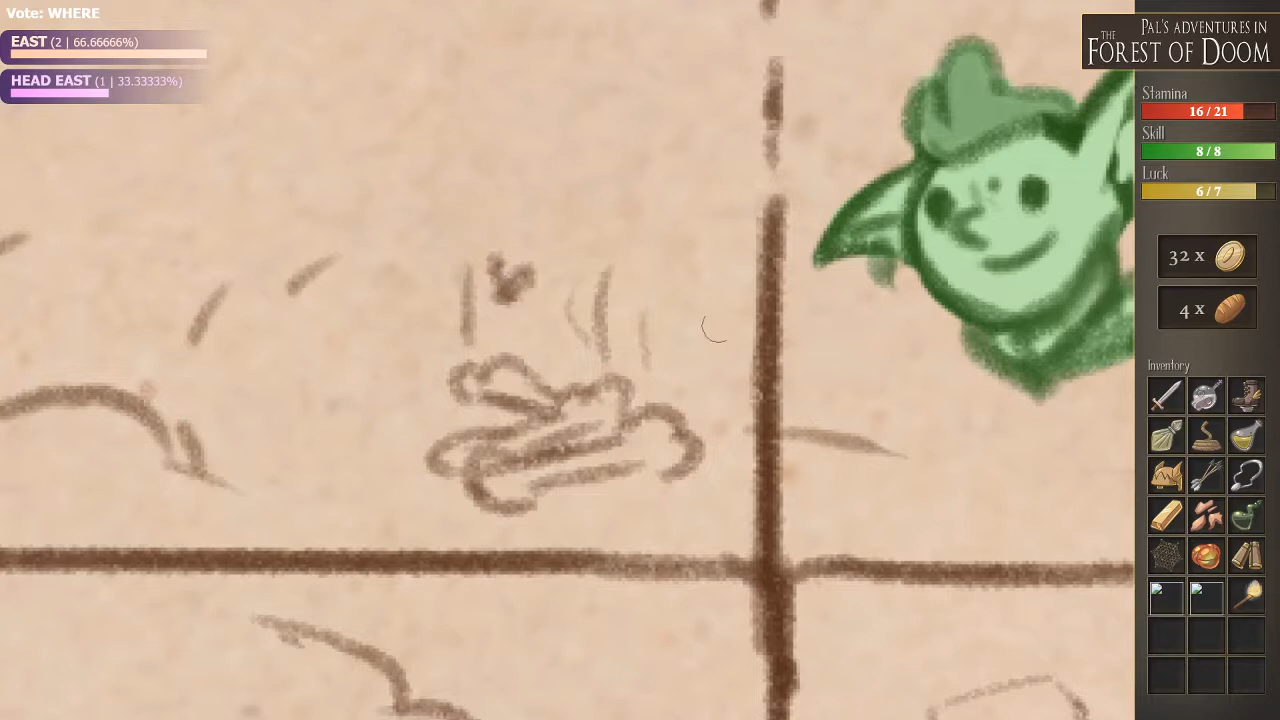 Vote: WHERE
EAST (2 | 66.66666%)
HEAD EAST (1 | 33.33333%)
PAL'S ADVENTURES IN
THE FOREST OF DOOM
Stamina
16 / 21
Skill
8 / 8
Luck
6 / 7
32 x
4 x
Inventory